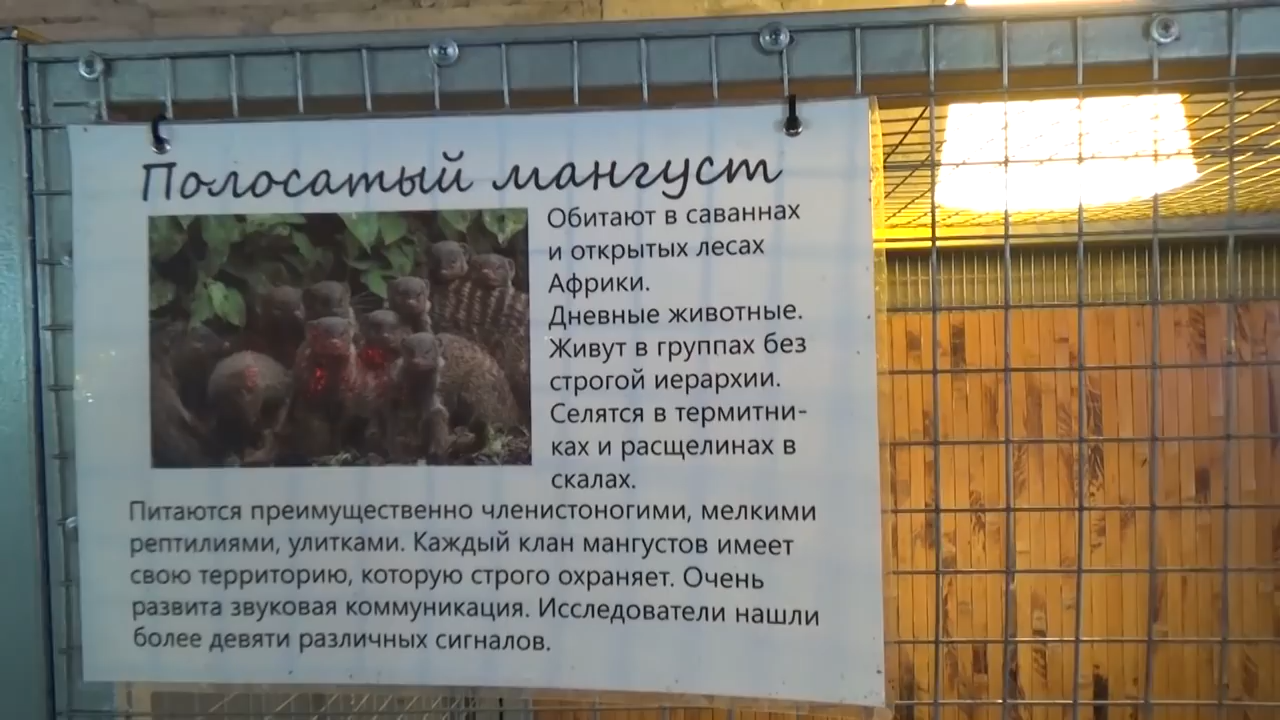 Полосатый мангуст
Обитают в саваннах
и открытых лесах
Африки.
Дневные животные.
Живут в группах без
строгой иерархии.
Селятся в термитни-
ках и расщелинах в
скалах.
Питаются преимущественно членистоногими, мелкими
рептилиями, улитками. Каждый клан мангустов имеет
свою территорию, которую строго охраняет. Очень
развита звуковая коммуникация. Исследователи нашли
более девяти различных сигналов.